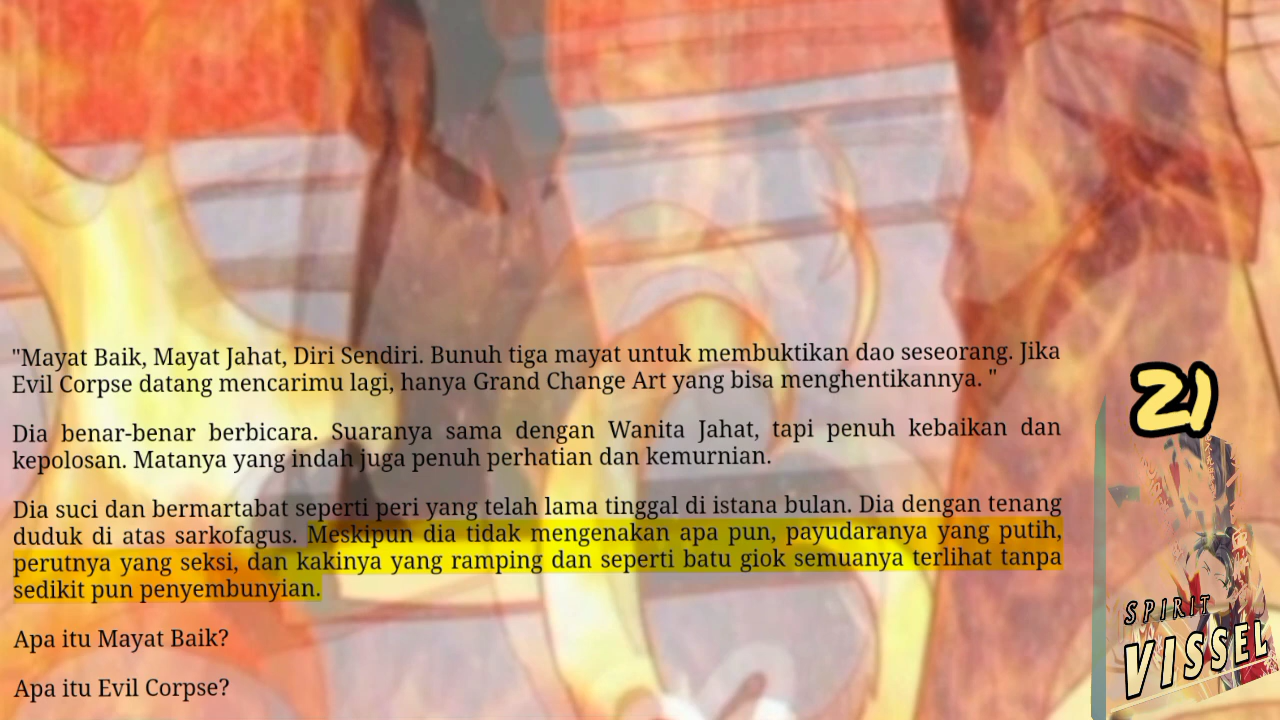 "Mayat Baik, Mayat Jahat, Diri Sendiri. Bunuh tiga mayat untuk membuktikan dao seseorang. Jika
Evil Corpse datang mencarimu lagi, hanya Grand Change Art yang bisa menghentikannya. "
Dia benar-benar berbicara. Suaranya sama dengan Wanita Jahat, tapi penuh kebaikan dan
kepolosan. Matanya yang indah juga penuh perhatian dan kemurnian.
Dia suci dan bermartabat seperti peri yang telah lama tinggal di istana bulan. Dia dengan tenang
duduk di atas sarkofagus. Meskipun dia tidak mengenakan apa pun, payudaranya yang putih,
perutnya yang seksi, dan kakinya yang ramping dan seperti batu giok semuanya terlihat tanpa
sedikit pun penyembunyian.
Apa itu Mayat Baik?
Apa itu Evil Corpse?
21
SPIRIT
VISSEL